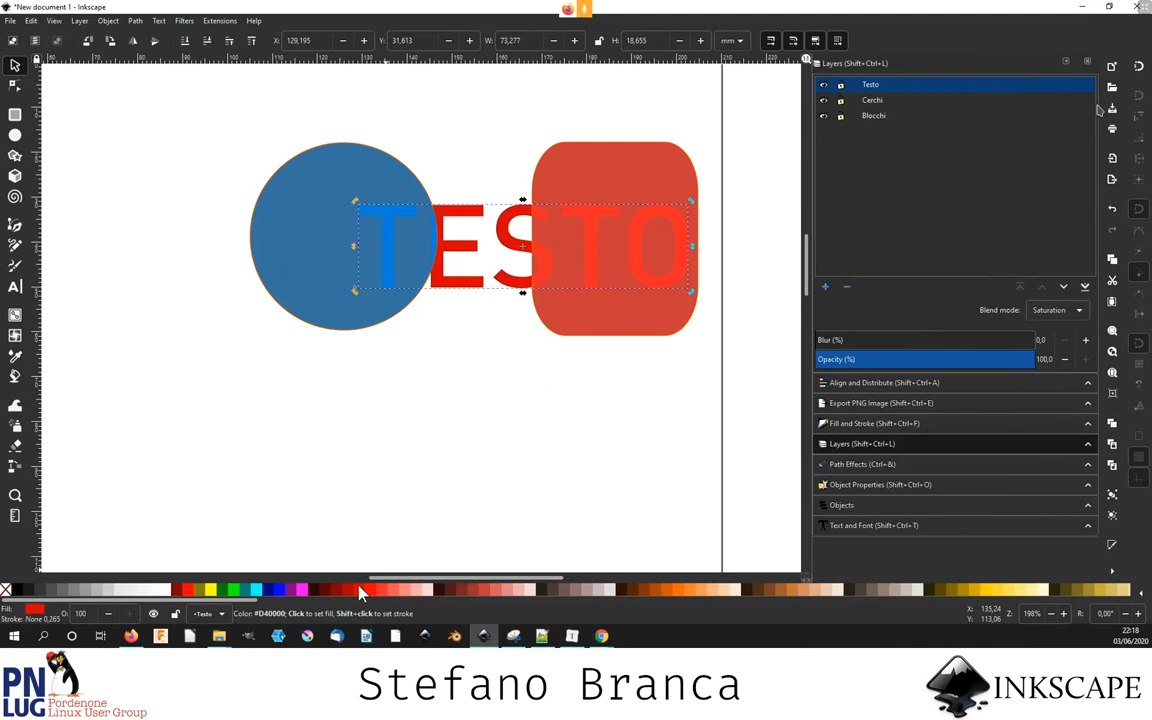 *New document 1 - Inkscape
File Edit View Layer Object Path Text Filters Extensions Help
X: 129,195 Y: 31,613 W: 73,277 H: 18,655 mm
Layers (Shift+Ctrl+L)
Testo
Cerchi
Blocchi
TESTO
Blend mode: Saturation
Blur (%) 0,0
Opacity (%) 100,0
Align and Distribute (Shift+Ctrl+A)
Export PNG Image (Shift+Ctrl+E)
Fill and Stroke (Shift+Ctrl+F)
Layers (Shift+Ctrl+L)
Path Effects (Ctrl+&)
Object Properties (Shift+Ctrl+O)
Objects
Text and Font (Shift+Ctrl+T)
Fill:
Stroke: None 0,265 O: 100 •Testo Color: #D40000; Click to set fill, Shift+click to set stroke X: 135,24 Y: 113,06 Z: 198% R: 0,00°
22:18
03/06/2020
PN
LUG Pordenone
Linux User Group
Stefano Branca
INKSCAPE